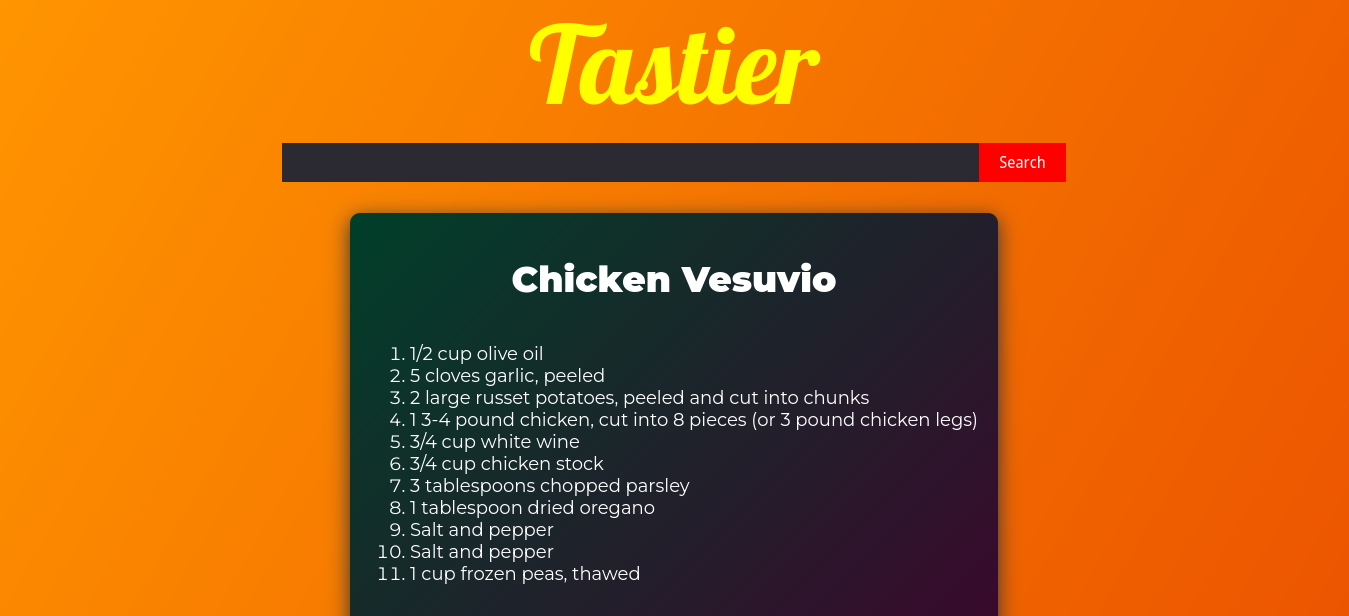 Tastier
Search
Chicken Vesuvio
1. 1/2 cup olive oil
2. 5 cloves garlic, peeled
3. 2 large russet potatoes, peeled and cut into chunks
4. 1 3-4 pound chicken, cut into 8 pieces (or 3 pound chicken legs)
5. 3/4 cup white wine
6. 3/4 cup chicken stock
7. 3 tablespoons chopped parsley
8. 1 tablespoon dried oregano
9. Salt and pepper
10. Salt and pepper
11. 1 cup frozen peas, thawed